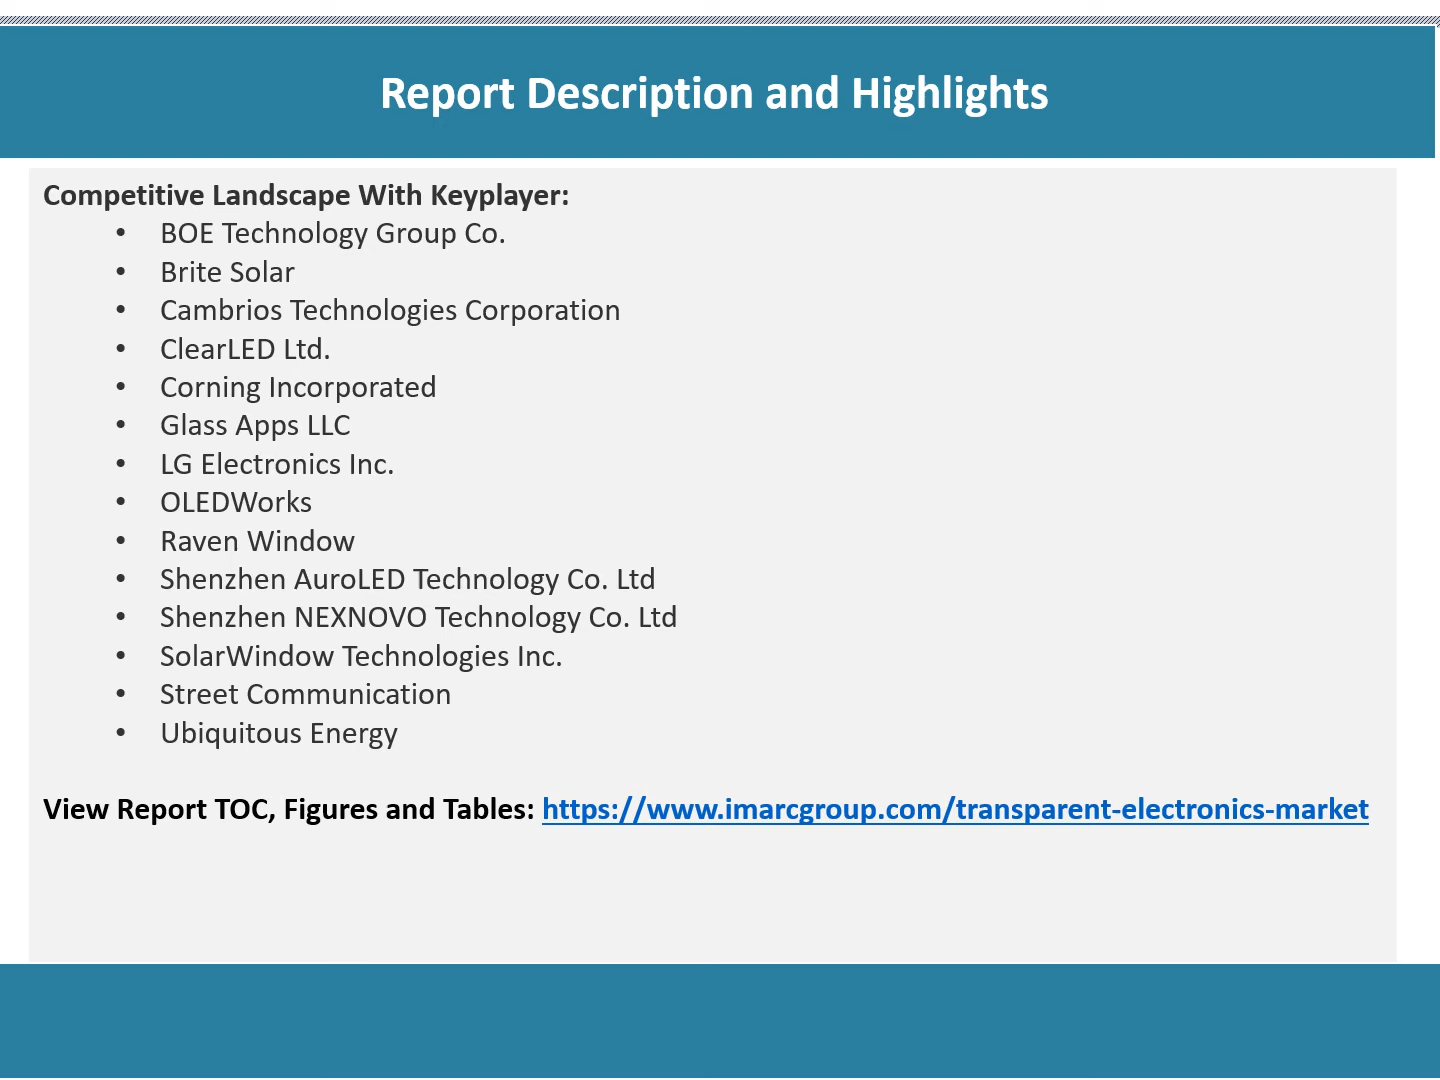 Report Description and Highlights
Competitive Landscape With Keyplayer:
• BOE Technology Group Co.
• Brite Solar
• Cambrios Technologies Corporation
• ClearLED Ltd.
• Corning Incorporated
• Glass Apps LLC
• LG Electronics Inc.
• OLEDWorks
• Raven Window
• Shenzhen AuroLED Technology Co. Ltd
• Shenzhen NEXNOVO Technology Co. Ltd
• SolarWindow Technologies Inc.
• Street Communication
• Ubiquitous Energy
View Report TOC, Figures and Tables: https://www.imarcgroup.com/transparent-electronics-market